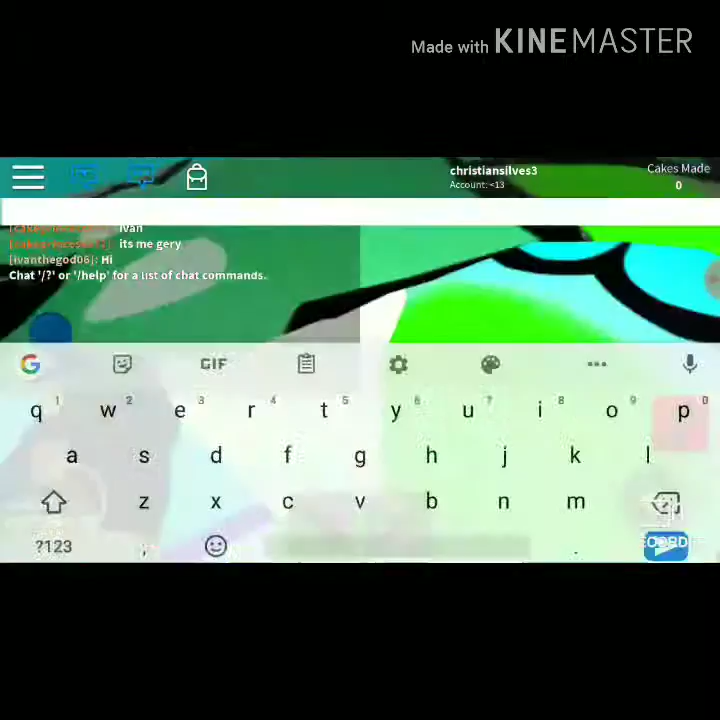 Made with KINEMASTER
christiansilves3
Account: <13
Cakes Made
0
ivan
its me gery
[ivanthegod06]: Hi
Chat '/?' or '/help' for a list of chat commands.
G GIF
q 1 w 2 e 3 r 4 t 5 y 6 u 7 i 8 o 9 p 0
a s d f g h j k l
z x c v b n m
?123 , .